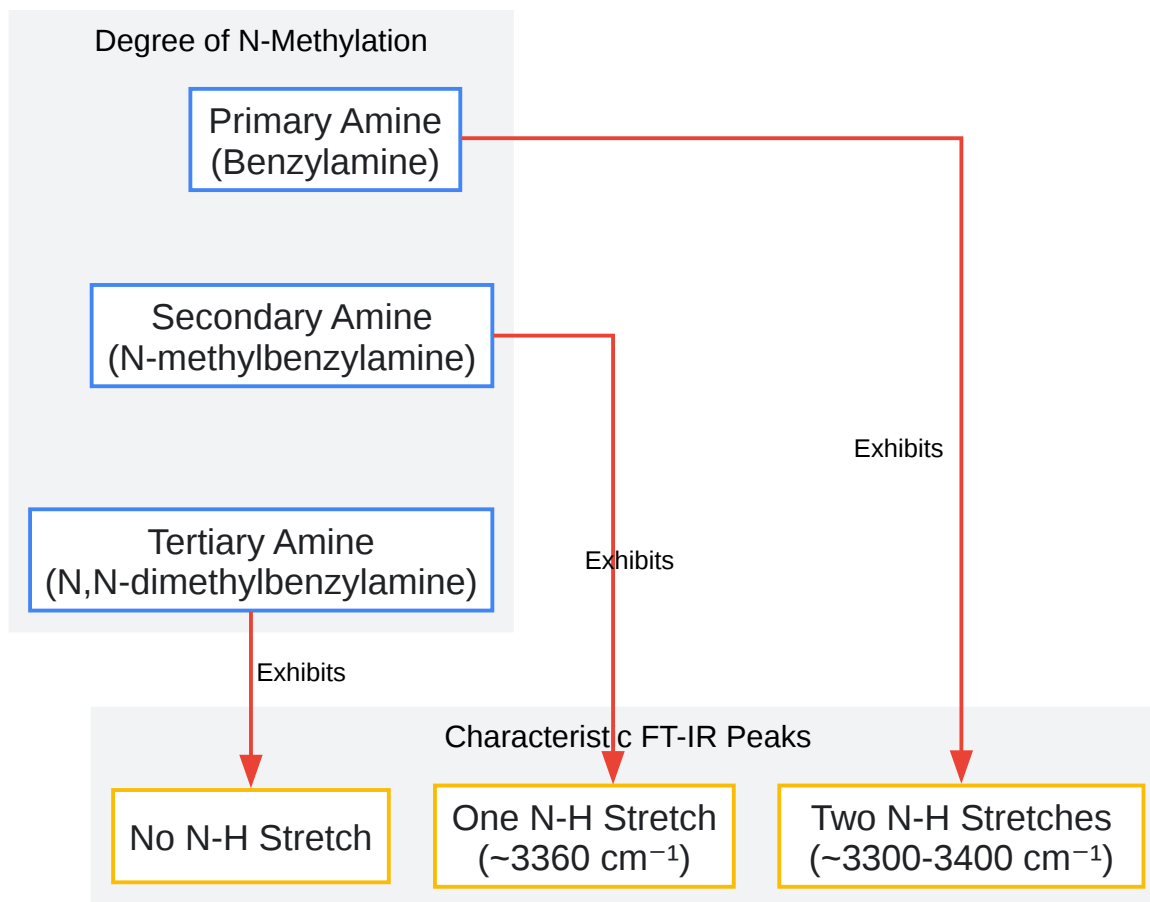 Degree of N-Methylation
Primary Amine
(Benzylamine)
Secondary Amine
(N-methylbenzylamine)
Exhibits
Tertiary Amine
(N,N-dimethylbenzylamine)
Exhibits
Exhibits
Characteristic FT-IR Peaks
No N-H Stretch
One N-H Stretch
(~3360 cm⁻¹)
Two N-H Stretches
(~3300-3400 cm⁻¹)